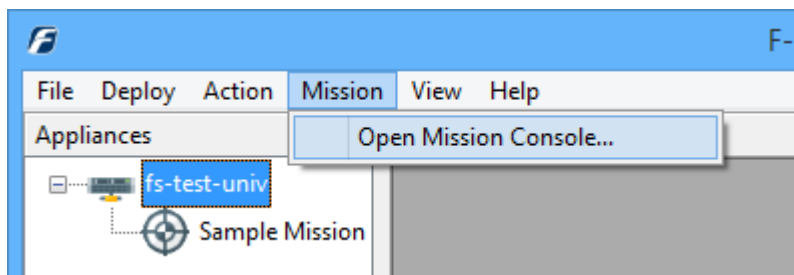 F-
File Deploy Action Mission View Help
Appliances
Open Mission Console...
fs-test-univ
Sample Mission